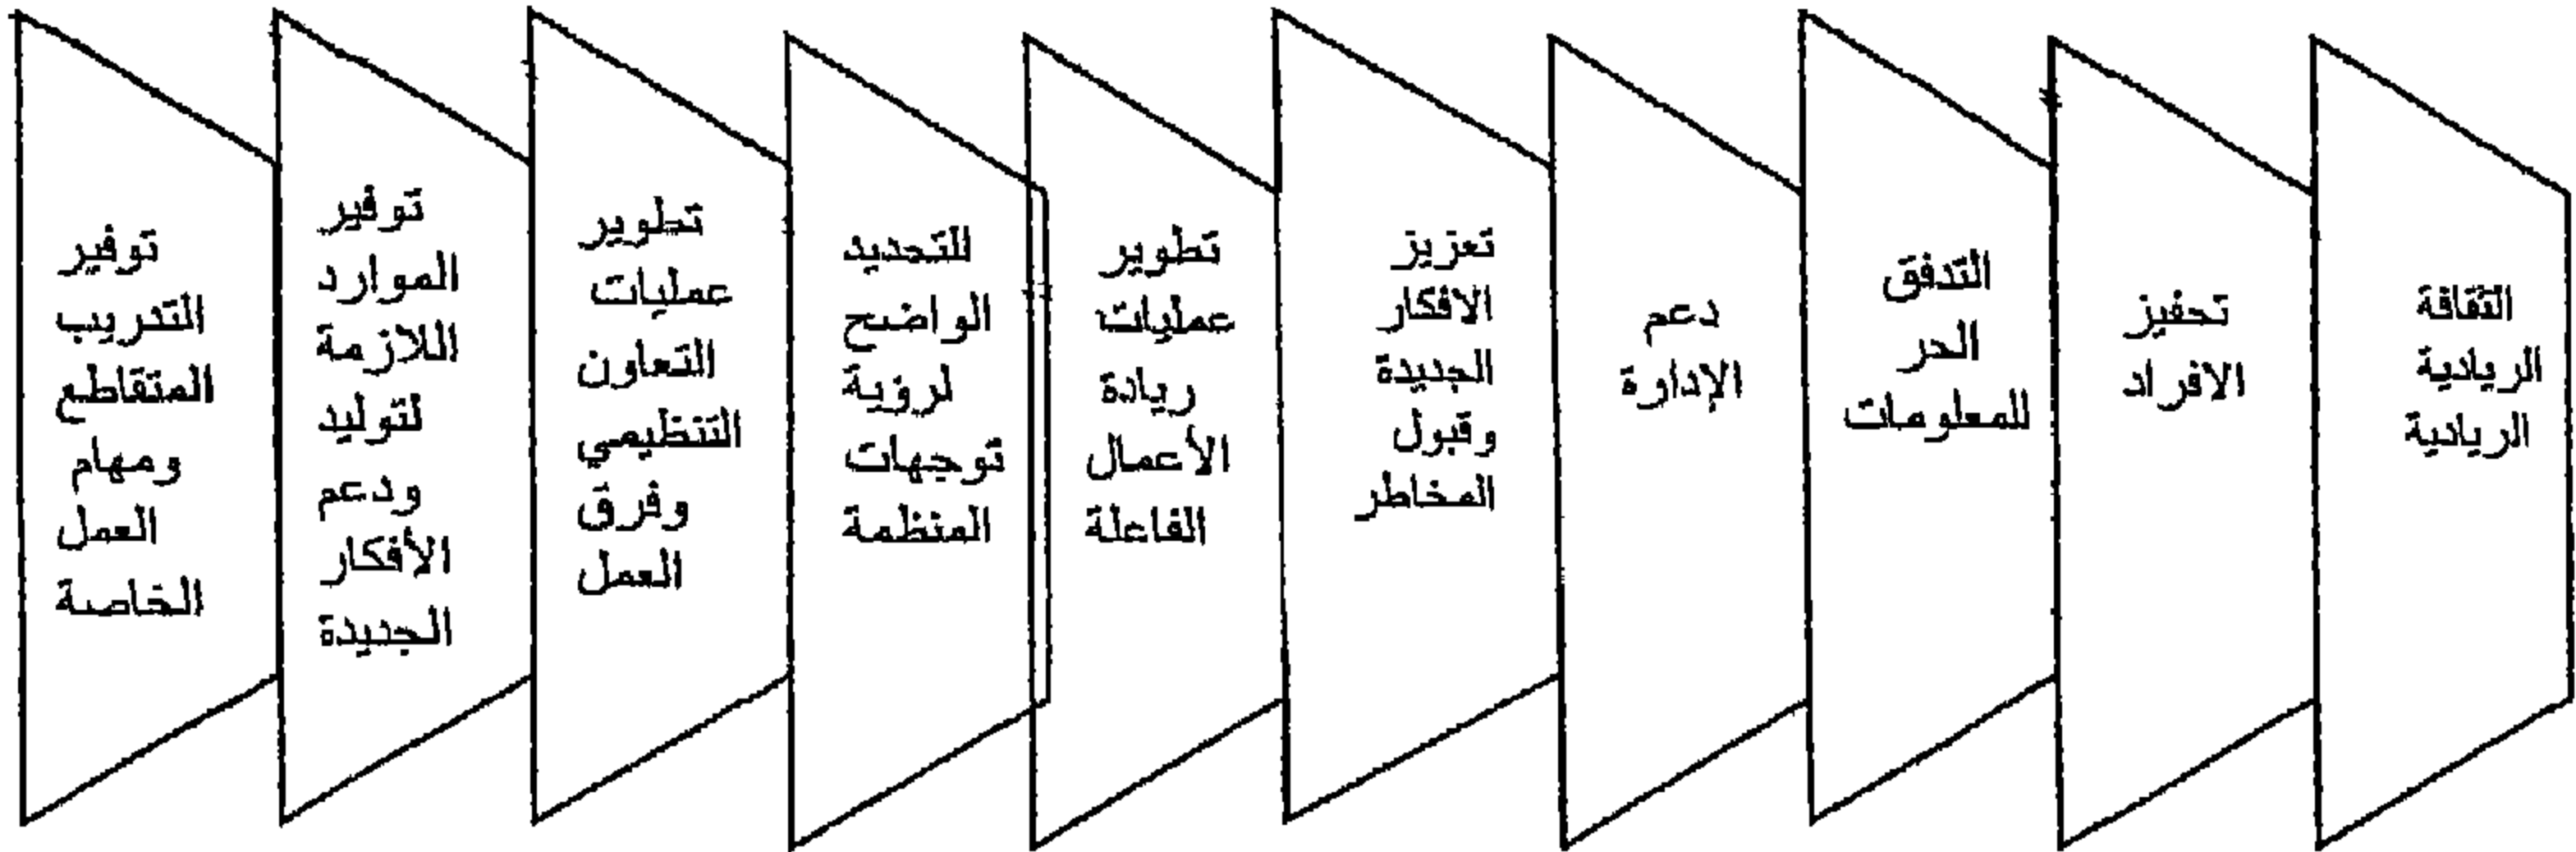 الثقافة
الريادية
الريادية
تحفيز
الافراد
التدفق
الحر
للمعلومات
دعم
الإدارة
تعزيز
الافكار
الجديدة
وقبول
المخاطر
تطوير
عمليات
ريادة
الأعمال
الفاعلة
للتحديد
الواضح
لرؤية
توجهات
المنظمة
تطوير
عمليات
التعاون
التنظيمي
وفرق
العمل
توفير
الموارد
اللازمة
لتوليد
ودعم
الأفكار
الجديدة
توفير
التدريب
المتقاطع
ومهام
العمل
الخاصة